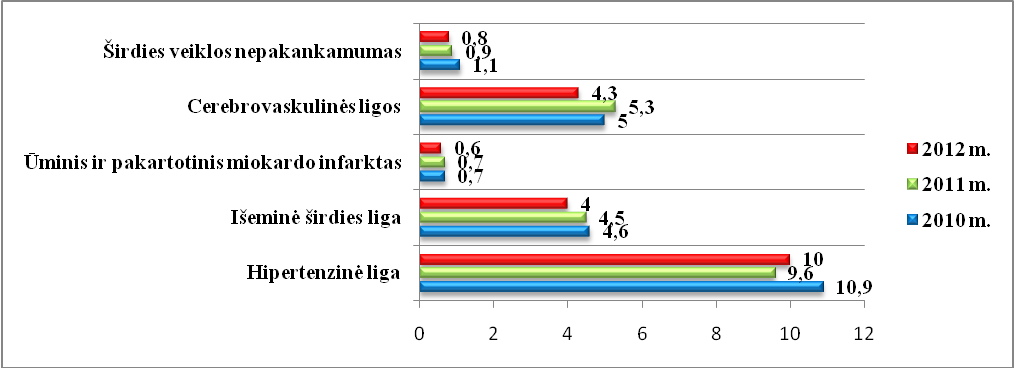 Širdies veiklos nepakankamumas
0,8
0,9
1,1
Cerebrovaskulinės ligos
4,3
5,3
5
Ūminis ir pakartotinis miokardo infarktas
0,6
0,7
0,7
Išeminė širdies liga
4
4,5
4,6
Hipertenzinė liga
10
9,6
10,9
0 2 4 6 8 10 12
2012 m.
2011 m.
2010 m.